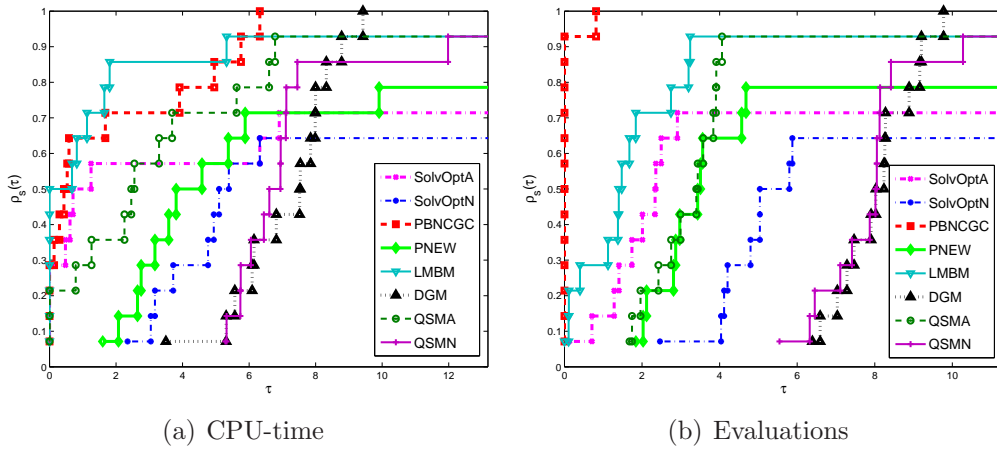 1
0.9
0.8
0.7
0.6
0.5
0.4
0.3
0.2
0.1
0
ρs(τ)
0 2 4 6 8 10 12
τ
SolvOptA
SolvOptN
PBNCGC
PNEW
LMBM
DGM
QSMA
QSMN
(a) CPU-time
1
0.9
0.8
0.7
0.6
0.5
0.4
0.3
0.2
0.1
0
ρs(τ)
0 2 4 6 8 10
τ
SolvOptA
SolvOptN
PBNCGC
PNEW
LMBM
DGM
QSMA
QSMN
(b) Evaluations